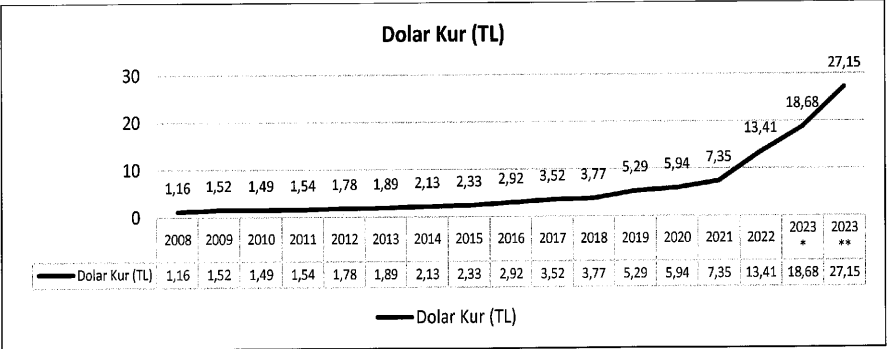 Dolar Kur (TL)
30
20
10
0
1,16 1,52 1,49 1,54 1,78 1,89 2,13 2,33 2,92 3,52 3,77 5,29 5,94 7,35 13,41 18,68 27,15
2008 2009 2010 2011 2012 2013 2014 2015 2016 2017 2018 2019 2020 2021 2022 2023 * 2023 **
Dolar Kur (TL) 1,16 1,52 1,49 1,54 1,78 1,89 2,13 2,33 2,92 3,52 3,77 5,29 5,94 7,35 13,41 18,68 27,15
Dolar Kur (TL)